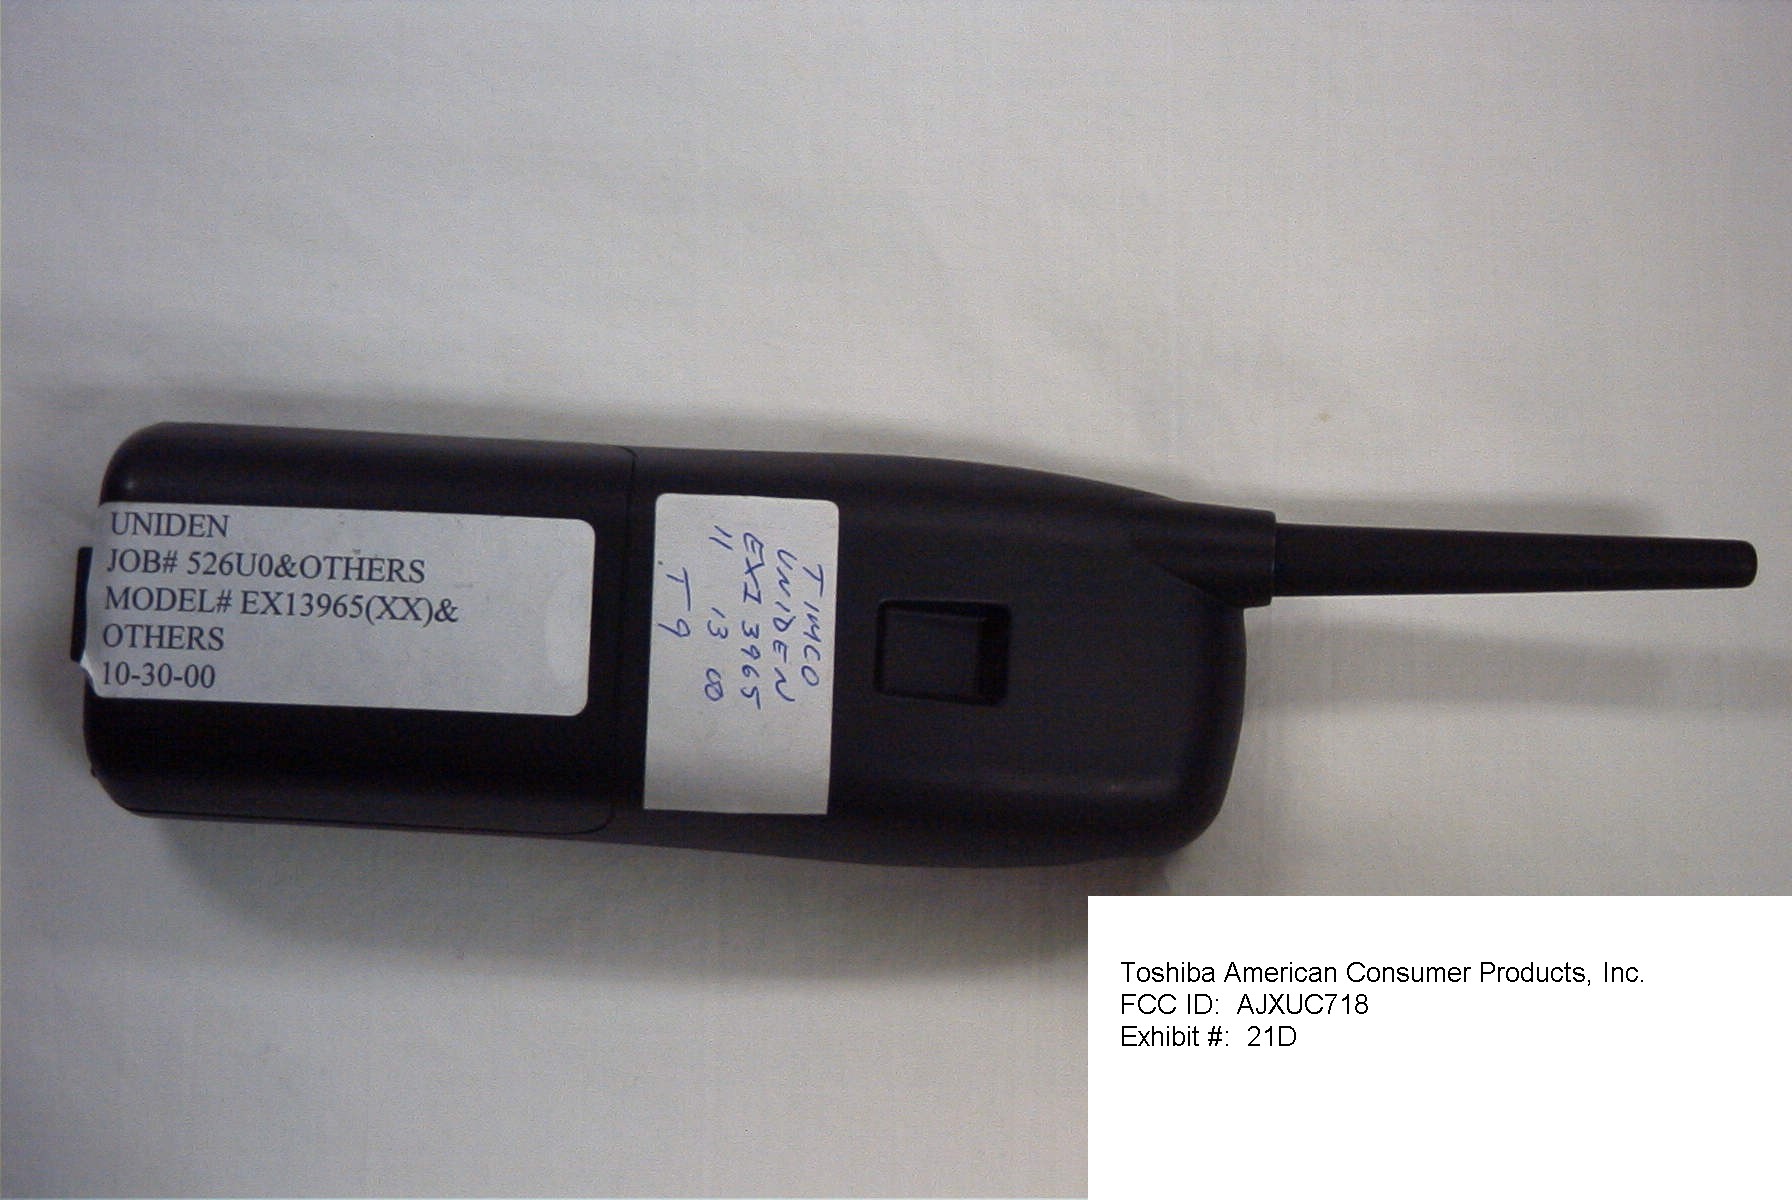 UNIDEN
JOB# 526U0&OTHERS
MODEL# EX13965(XX)&
OTHERS
10-30-00
TIMCO
UNIDEN
EXI 3965
11 13 00
T9
Toshiba American Consumer Products, Inc.
FCC ID: AJXUC718
Exhibit #: 21D